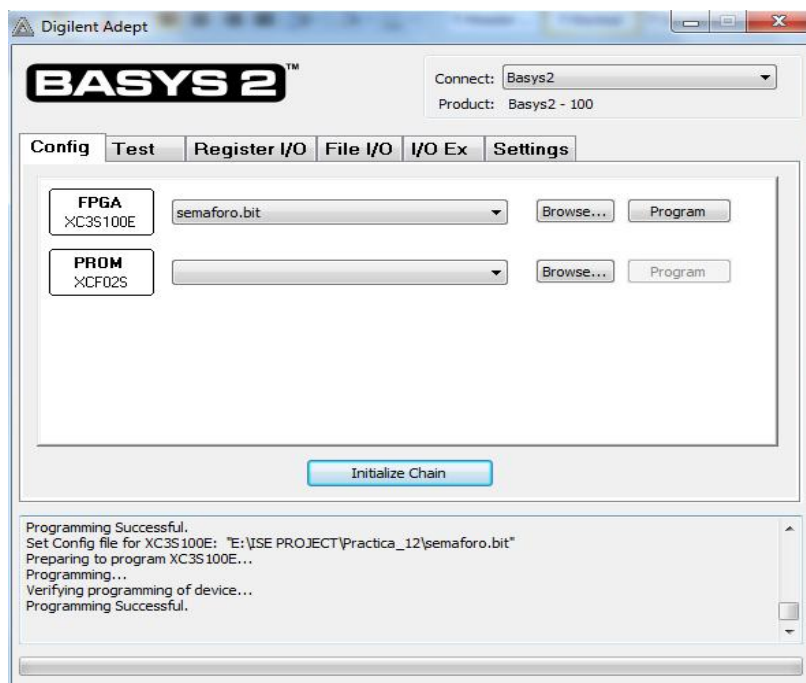 Digilent Adept
BASYS 2™
Connect: Basys2
Product: Basys2 - 100
Config Test Register I/O File I/O I/O Ex Settings
FPGA
XC3S100E
semaforo.bit Browse... Program
PROM
XCF02S
Browse... Program
Initialize Chain
Programming Successful.
Set Config file for XC3S100E: "E:\ISE PROJECT\Practica_12\semaforo.bit"
Preparing to program XC3S100E...
Programming...
Verifying programming of device...
Programming Successful.